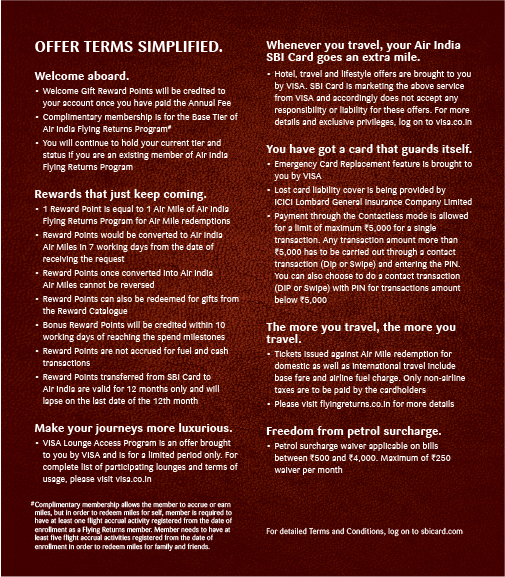 OFFER TERMS SIMPLIFIED.
Welcome aboard.
• Welcome Gift Reward Points will be credited to
your account once you have paid the Annual Fee
• Complimentary membership is for the Base Tier of
Air India Flying Returns Program#
• You will continue to hold your current tier and
status if you are an existing member of Air India
Flying Returns Program
Rewards that just keep coming.
• 1 Reward Point is equal to 1 Air Mile of Air India
Flying Returns Program for Air Mile redemptions
• Reward Points would be converted to Air India
Air Miles in 7 working days from the date of
receiving the request
• Reward Points once converted into Air India
Air Miles cannot be reversed
• Reward Points can also be redeemed for gifts from
the Reward Catalogue
• Bonus Reward Points will be credited within 10
working days of reaching the spend milestones
• Reward Points are not accrued for fuel and cash
transactions
• Reward Points transferred from SBI Card to
Air India are valid for 12 months only and will
lapse on the last date of the 12th month
Make your journeys more luxurious.
• VISA Lounge Access Program is an offer brought
to you by VISA and is for a limited period only. For
complete list of participating lounges and terms of
usage, please visit visa.co.in
#Complimentary membership allows the member to accrue or earn
miles, but in order to redeem miles for self, member is required to
have at least one flight accrual activity registered from the date of
enrollment as a Flying Returns member. Member needs to have at
least five flight accrual activities registered from the date of
enrollment in order to redeem miles for family and friends.
Whenever you travel, your Air India
SBI Card goes an extra mile.
• Hotel, travel and lifestyle offers are brought to you
by VISA. SBI Card is marketing the above service
from VISA and accordingly does not accept any
responsibility or liability for these offers. For more
details and exclusive privileges, log on to visa.co.in
You have got a card that guards itself.
• Emergency Card Replacement feature is brought to
you by VISA
• Lost card liability cover is being provided by
ICICI Lombard General Insurance Company Limited
• Payment through the Contactless mode is allowed
for a limit of maximum ₹5,000 for a single
transaction. Any transaction amount more than
₹5,000 has to be carried out through a contact
transaction (Dip or Swipe) and entering the PIN.
You can also choose to do a contact transaction
(DIP or Swipe) with PIN for transactions amount
below ₹5,000
The more you travel, the more you
travel.
• Tickets issued against Air Mile redemption for
domestic as well as international travel include
base fare and airline fuel charge. Only non-airline
taxes are to be paid by the cardholders
• Please visit flyingreturns.co.in for more details
Freedom from petrol surcharge.
• Petrol surcharge waiver applicable on bills
between ₹500 and ₹4,000. Maximum of ₹250
waiver per month
For detailed Terms and Conditions, log on to sbicard.com